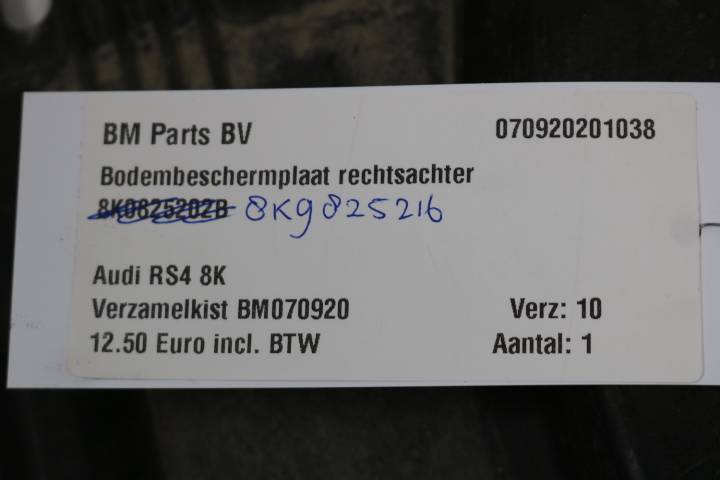 BM Parts BV 070920201038
Bodembeschermplaat rechtsachter
8K0825202B 8K9825216
Audi RS4 8K
Verzamelkist BM070920 Verz: 10
12.50 Euro incl. BTW Aantal: 1